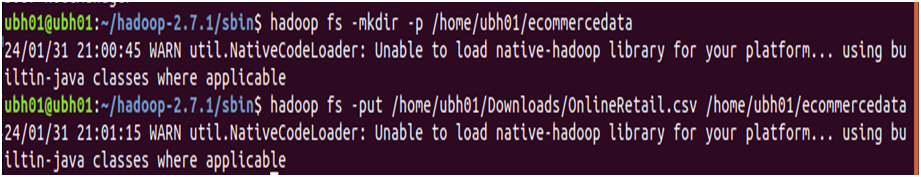 ubh01@ubh01:~/hadoop-2.7.1/sbin$ hadoop fs -mkdir -p /home/ubh01/ecommercedata
24/01/31 21:00:45 WARN util.NativeCodeLoader: Unable to load native-hadoop library for your platform... using bu
iltin-java classes where applicable
ubh01@ubh01:~/hadoop-2.7.1/sbin$ hadoop fs -put /home/ubh01/Downloads/OnlineRetail.csv /home/ubh01/ecommercedata
24/01/31 21:01:15 WARN util.NativeCodeLoader: Unable to load native-hadoop library for your platform... using bu
iltin-java classes where applicable